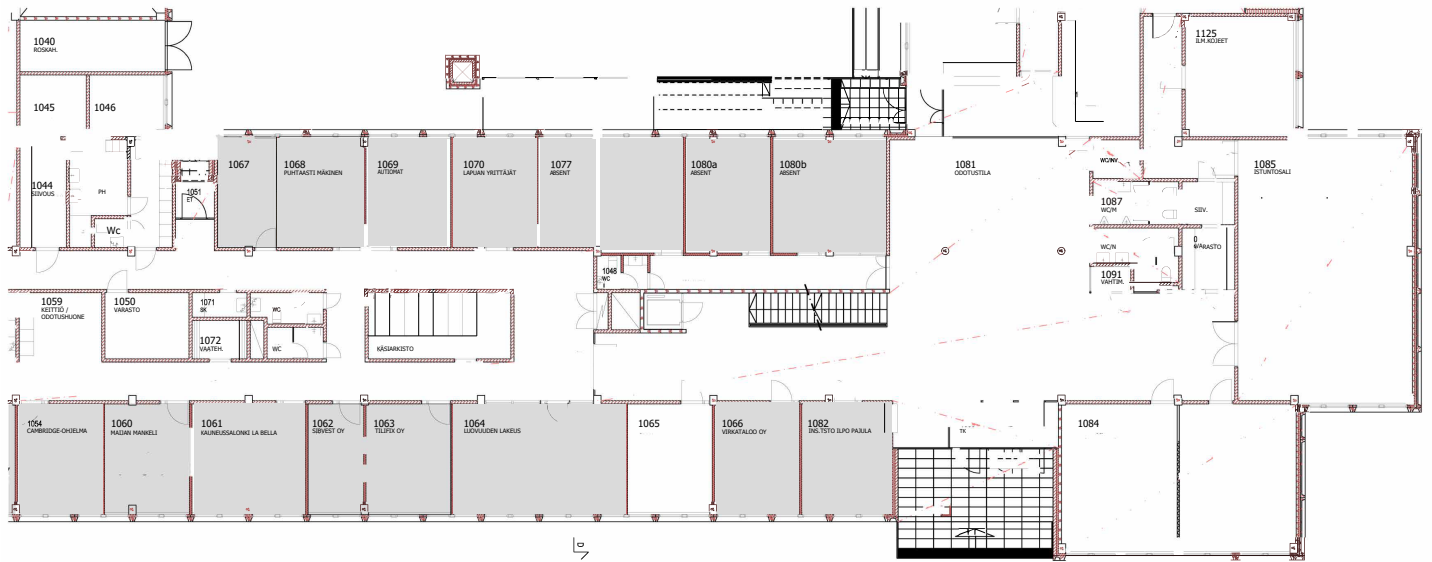 1040
ROSKAH.
1125
ILM.KOJEET
1045
1046
1067
1068
PUHTAASTI MÄKINEN
1069
AUTIOMAT
1070
LAPUAN YRITTÄJÄT
1077
ABSENT
1080a
ABSENT
1080b
ABSENT
1081
ODOTUSTILA
WC/INV
1085
ISTUNTOSALI
1044
SIIVOUS
PH
1051
ET
1087
WC/M
SIIV.
Wc
WC/N
VARASTO
1048
WC
1091
VAHTIM.
1059
KEITTIÖ /
ODOTUSHUONE
1050
VARASTO
1071
SK
WC
1072
VAATEH.
WC
KÄSIARKISTO
1054
CAMBRIDGE-OHJELMA
1060
MAIJAN MANKELI
1061
KAUNEUSSALONKI LA BELLA
1062
SIBVEST OY
1063
TILIFIX OY
1064
LUOVUUDEN LAKEUS
1065
1066
VIRKATALOO OY
1082
INS.TSTO ILPO PAJULA
TK
1084